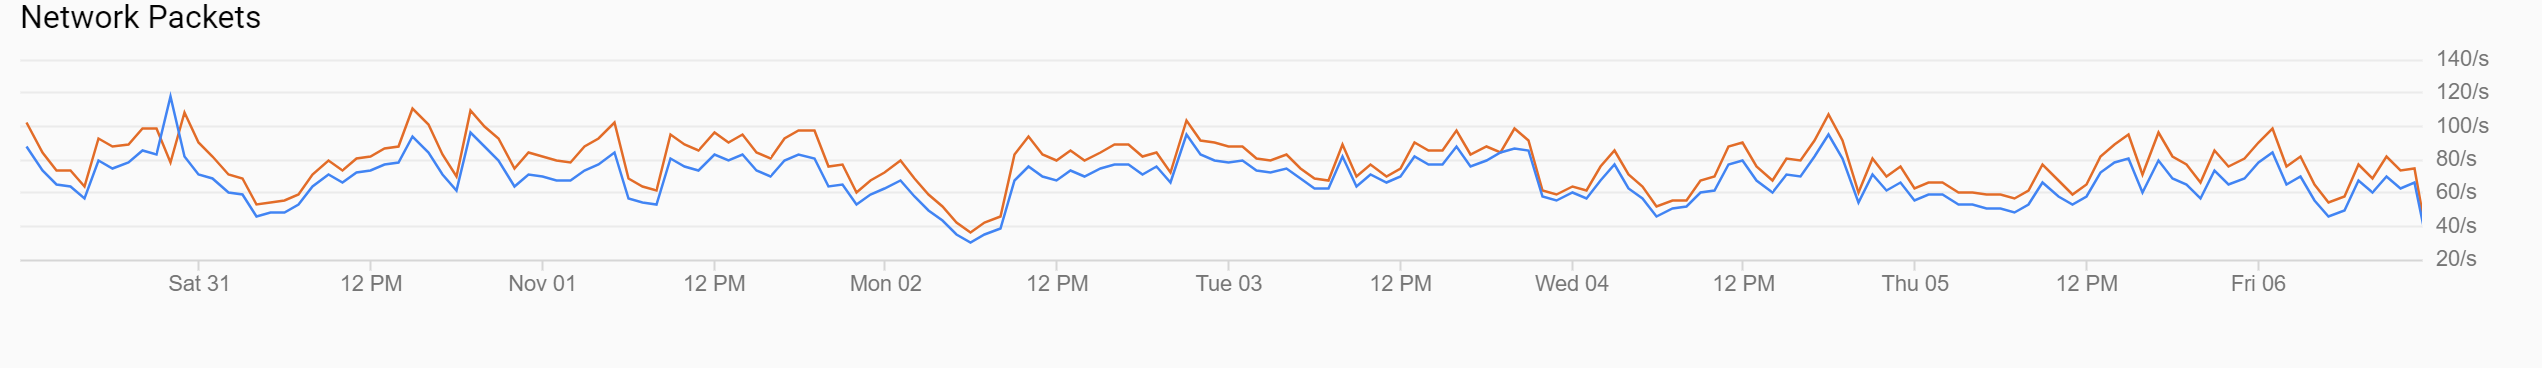 Network Packets
140/s
120/s
100/s
80/s
60/s
40/s
20/s
Sat 31 12 PM Nov 01 12 PM Mon 02 12 PM Tue 03 12 PM Wed 04 12 PM Thu 05 12 PM Fri 06